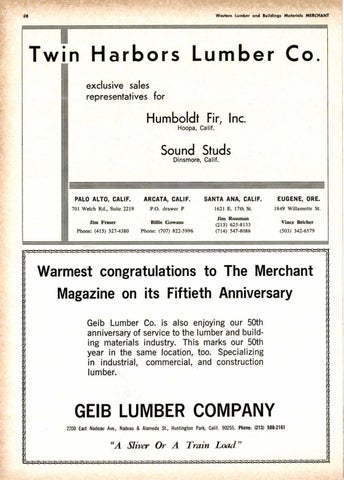 28
Western Lumber and Buildings Materials MERCHANT
Twin Harbors Lumber Co.
exclusive sales
representatives for
Humboldt Fir, Inc.
Hoopa, Calif.
Sound Studs
Dinsmore, Calif.
PALO ALTO, CALIF.
701 Welch Rd., Suite 2219
Jim Fraser
Phone: (415) 327-4380
ARCATA, CALIF.
P.O. drawer P
Billie Gowans
Phone: (707) 822-5996
SANTA ANA, CALIF.
1621 E. 17th St.
Jim Rossman
(213) 625-8133
(714) 547-8086
EUGENE, ORE.
1849 Willamette St.
Vince Bricher
(503) 342-6579
Warmest congratulations to The Merchant
Magazine on its Fiftieth Anniversary
Geib Lumber Co. is also enjoying our 50th
anniversary of service to the lumber and build-
ing materials industry. This marks our 50th
year in the same location, too. Specializing
in industrial, commercial, and construction
lumber.
GEIB LUMBER COMPANY
2200 East Nadeau Ave., Nadeau & Alameda St., Huntington Park, Calif. 90255. Phone: (213) 588-2161
"A Sliver Or A Train Load"